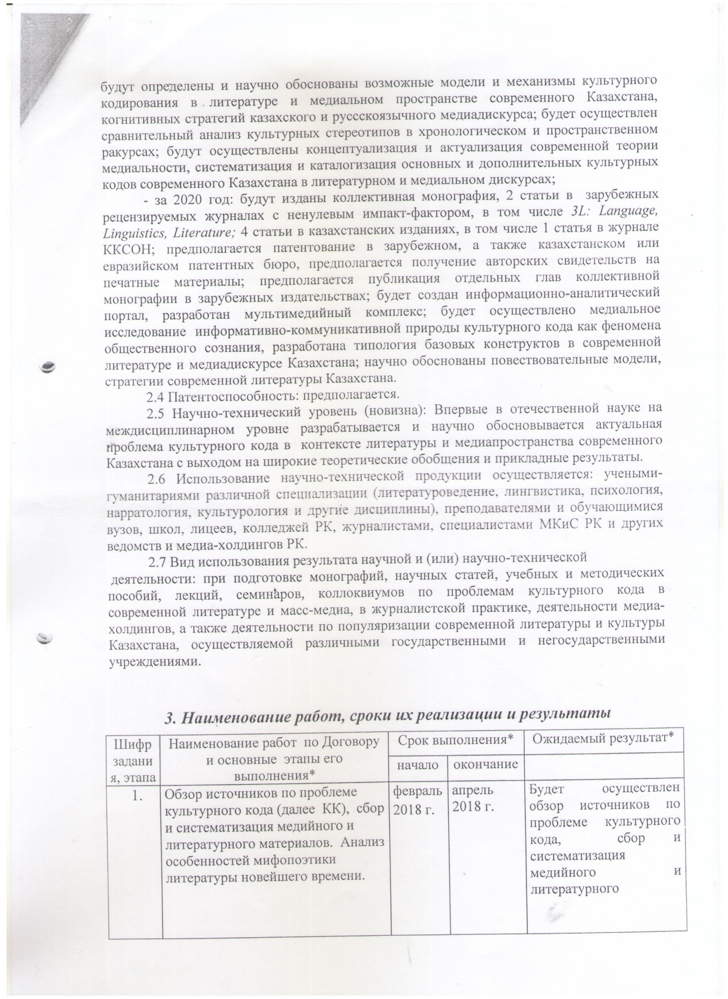 будут определены и научно обоснованы возможные модели и механизмы культурного
кодирования в литературе и медиальном пространстве современного Казахстана,
когнитивных стратегий казахского и руссскоязычного медиадискурса; будет осуществлен
сравнительный анализ культурных стереотипов в хронологическом и пространственном
ракурсах; будут осуществлены концептуализация и актуализация современной теории
медиальности, систематизация и каталогизация основных и дополнительных культурных
кодов современного Казахстана в литературном и медиальном дискурсах;
- за 2020 год: будут изданы коллективная монография, 2 статьи в зарубежных
рецензируемых журналах с ненулевым импакт-фактором, в том числе 3L: Language,
Linguistics, Literature; 4 статьи в казахстанских изданиях, в том числе 1 статья в журнале
ККСОН; предполагается патентование в зарубежном, а также казахстанском или
евразийском патентных бюро, предполагается получение авторских свидетельств на
печатные материалы; предполагается публикация отдельных глав коллективной
монографии в зарубежных издательствах; будет создан информационно-аналитический
портал, разработан мультимедийный комплекс; будет осуществлено медиальное
исследование информативно-коммуникативной природы культурного кода как феномена
общественного сознания, разработана типология базовых конструктов в современной
литературе и медиадискурсе Казахстана; научно обоснованы повествовательные модели,
стратегии современной литературы Казахстана.
2.4 Патентоспособность: предполагается.
2.5 Научно-технический уровень (новизна): Впервые в отечественной науке на
междисциплинарном уровне разрабатывается и научно обосновывается актуальная
проблема культурного кода в контексте литературы и медиапространства современного
Казахстана с выходом на широкие теоретические обобщения и прикладные результаты.
2.6 Использование научно-технической продукции осуществляется: учеными-
гуманитариями различной специализации (литературоведение, лингвистика, психология,
нарратология, культурология и другие дисциплины), преподавателями и обучающимися
вузов, школ, лицеев, колледжей РК, журналистами, специалистами МКиС РК и других
ведомств и медиа-холдингов РК.
2.7 Вид использования результата научной и (или) научно-технической
деятельности: при подготовке монографий, научных статей, учебных и методических
пособий, лекций, семинаров, коллоквиумов по проблемам культурного кода в
современной литературе и масс-медиа, в журналистской практике, деятельности медиа-
холдингов, а также деятельности по популяризации современной литературы и культуры
Казахстана, осуществляемой различными государственными и негосударственными
учреждениями.
3. Наименование работ, сроки их реализации и результаты
Шифр
задани
я, этапа
Наименование работ по Договору
и основные этапы его
выполнения*
Срок выполнения*
начало
окончание
Ожидаемый результат*
1.
Обзор источников по проблеме
культурного кода (далее КК), сбор
и систематизация медийного и
литературного материалов. Анализ
особенностей мифопоэтики
литературы новейшего времени.
февраль
2018 г.
апрель
2018 г.
Будет осуществлен
обзор источников по
проблеме культурного
кода, сбор и
систематизация
медийного и
литературного